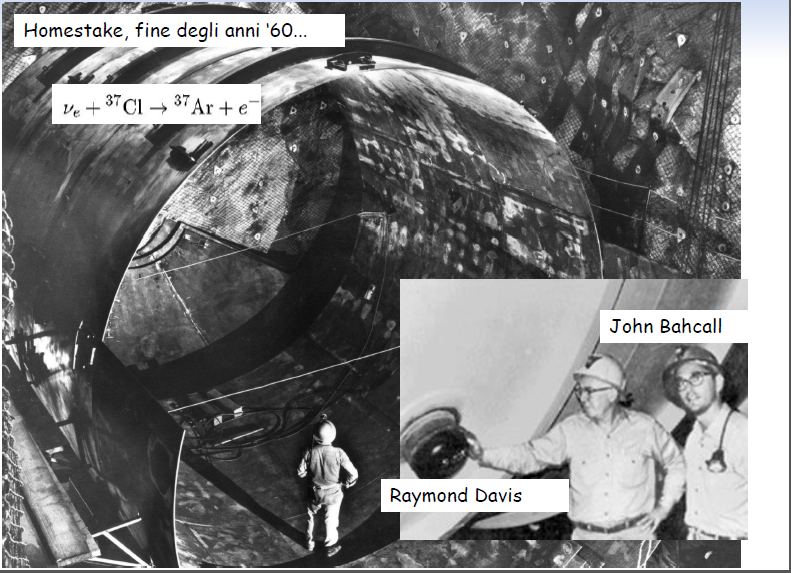 Homestake, fine degli anni ‘60...
νₑ + ³⁷Cl → ³⁷Ar + e⁻
John Bahcall
Raymond Davis